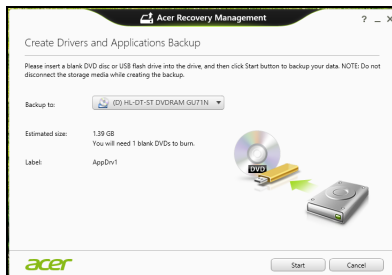 Acer Recovery Management
? _ X
Create Drivers and Applications Backup
Please insert a blank DVD disc or USB flash drive into the drive, and then click Start button to backup your data. NOTE: Do not
disconnect the storage media while creating the backup.
Backup to: (D) HL-DT-ST DVDRAM GU71N
Estimated size: 1.39 GB
You will need 1 blank DVDs to burn.
Label: AppDrv1
DVD
acer Start Cancel